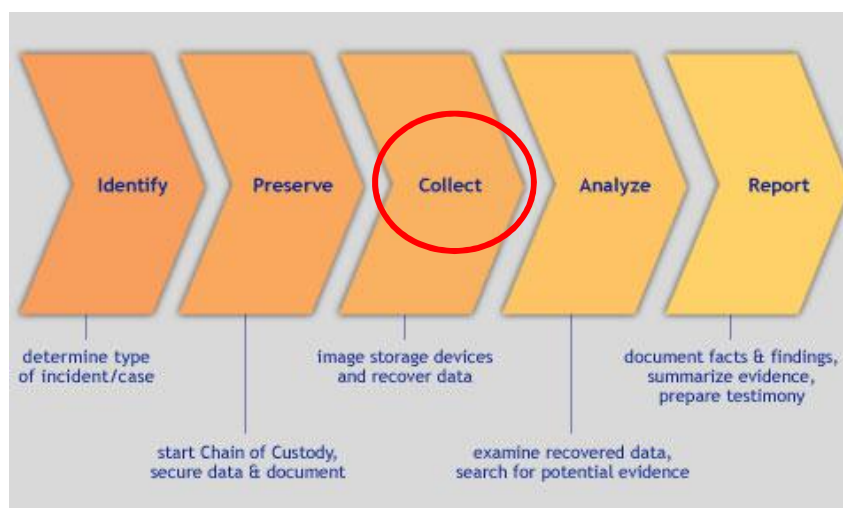 Identify
Preserve
Collect
Analyze
Report
determine type
of incident/case
start Chain of Custody,
secure data & document
image storage devices
and recover data
examine recovered data,
search for potential evidence
document facts & findings,
summarize evidence,
prepare testimony